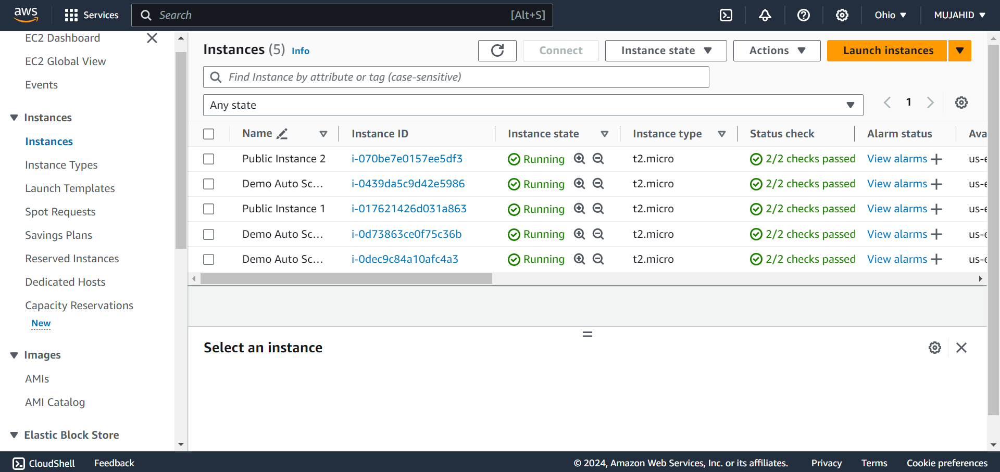 aws Services Search [Alt+S] Ohio MUJAHID
EC2 Dashboard
EC2 Global View
Events
Instances
Instances
Instance Types
Launch Templates
Spot Requests
Savings Plans
Reserved Instances
Dedicated Hosts
Capacity Reservations
New
Images
AMIs
AMI Catalog
Elastic Block Store
Instances (5) Info Connect Instance state Actions Launch instances
Find Instance by attribute or tag (case-sensitive)
Any state 1
Name Instance ID Instance state Instance type Status check Alarm status Ava
Public Instance 2 i-070be7e0157ee5df3 Running t2.micro 2/2 checks passed View alarms us-e
Demo Auto Sc... i-0439da5c9d42e5986 Running t2.micro 2/2 checks passed View alarms us-e
Public Instance 1 i-017621426d031a863 Running t2.micro 2/2 checks passed View alarms us-e
Demo Auto Sc... i-0d73863ce0f75c36b Running t2.micro 2/2 checks passed View alarms us-e
Demo Auto Sc... i-0dec9c84a10afc4a3 Running t2.micro 2/2 checks passed View alarms us-e
Select an instance
CloudShell Feedback © 2024, Amazon Web Services, Inc. or its affiliates. Privacy Terms Cookie preferences